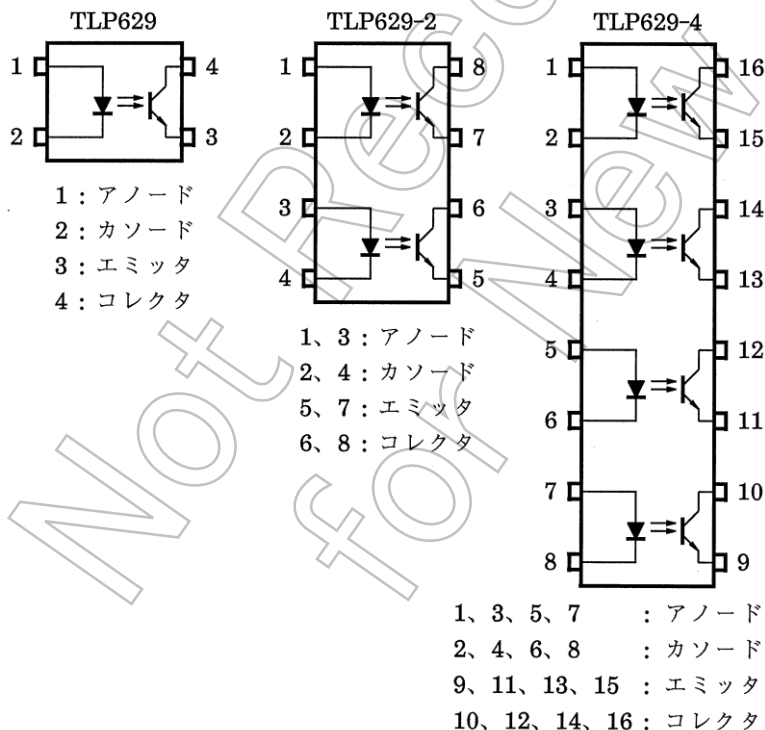 TLP629
1
4
2
3
1 : アノード
2 : カソード
3 : エミッタ
4 : コレクタ
TLP629-2
1
8
2
7
3
6
4
5
1、3 : アノード
2、4 : カソード
5、7 : エミッタ
6、8 : コレクタ
TLP629-4
1
16
2
15
3
14
4
13
5
12
6
11
7
10
8
9
1、3、5、7 : アノード
2、4、6、8 : カソード
9、11、13、15 : エミッタ
10、12、14、16 : コレクタ
Not Reco
for New